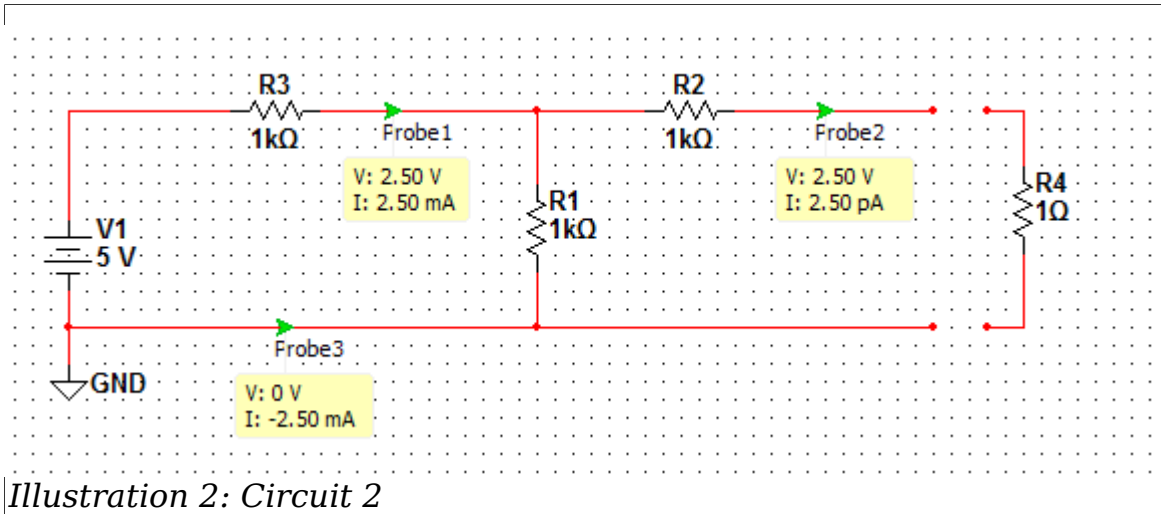 R3
R2
Frobe1
Frobe2
1kΩ
1kΩ
V: 2.50 V
I: 2.50 mA
V: 2.50 V
I: 2.50 pA
R4
1Ω
R1
1kΩ
V1
5 V
Frobe3
GND
V: 0 V
I: -2.50 mA
Illustration 2: Circuit 2